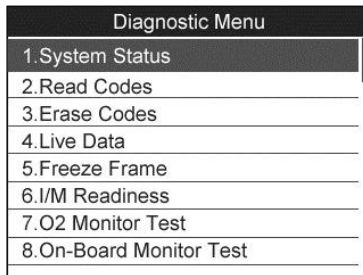 Diagnostic Menu
1.System Status
2.Read Codes
3.Erase Codes
4.Live Data
5.Freeze Frame
6.I/M Readiness
7.O2 Monitor Test
8.On-Board Monitor Test